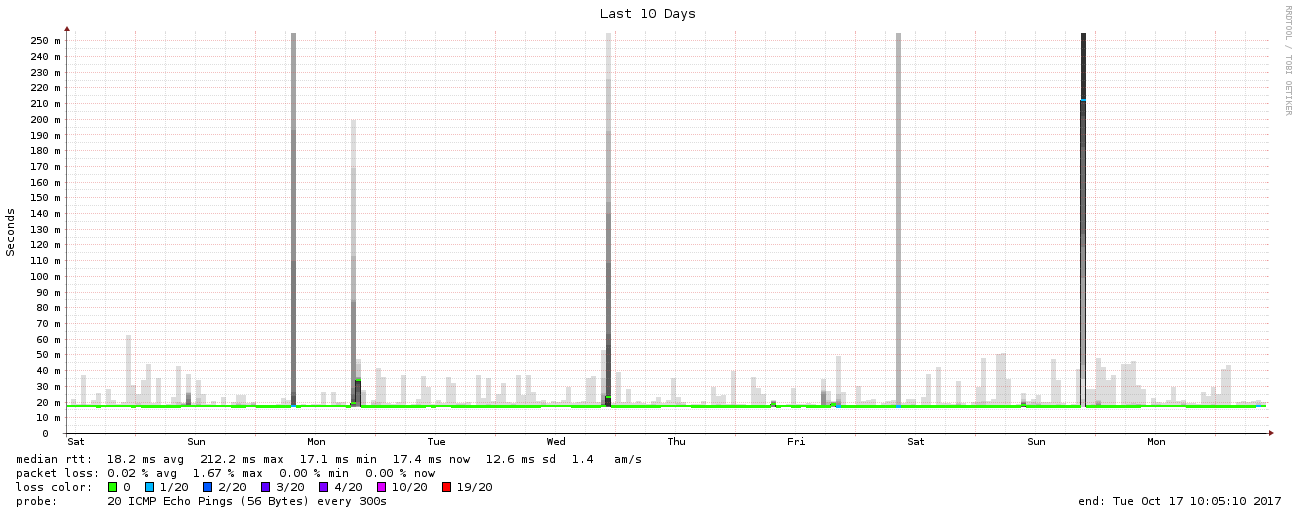 Last 10 Days
RRDTOOL / TOBI OETIKER
Seconds
250 m
240 m
230 m
220 m
210 m
200 m
190 m
180 m
170 m
160 m
150 m
140 m
130 m
120 m
110 m
100 m
90 m
80 m
70 m
60 m
50 m
40 m
30 m
20 m
10 m
0
Sat Sun Mon Tue Wed Thu Fri Sat Sun Mon
median rtt: 18.2 ms avg 212.2 ms max 17.1 ms min 17.4 ms now 12.6 ms sd 1.4 am/s
packet loss: 0.02 % avg 1.67 % max 0.00 % min 0.00 % now
loss color: 0 1/20 2/20 3/20 4/20 10/20 19/20
probe: 20 ICMP Echo Pings (56 Bytes) every 300s end: Tue Oct 17 10:05:10 2017